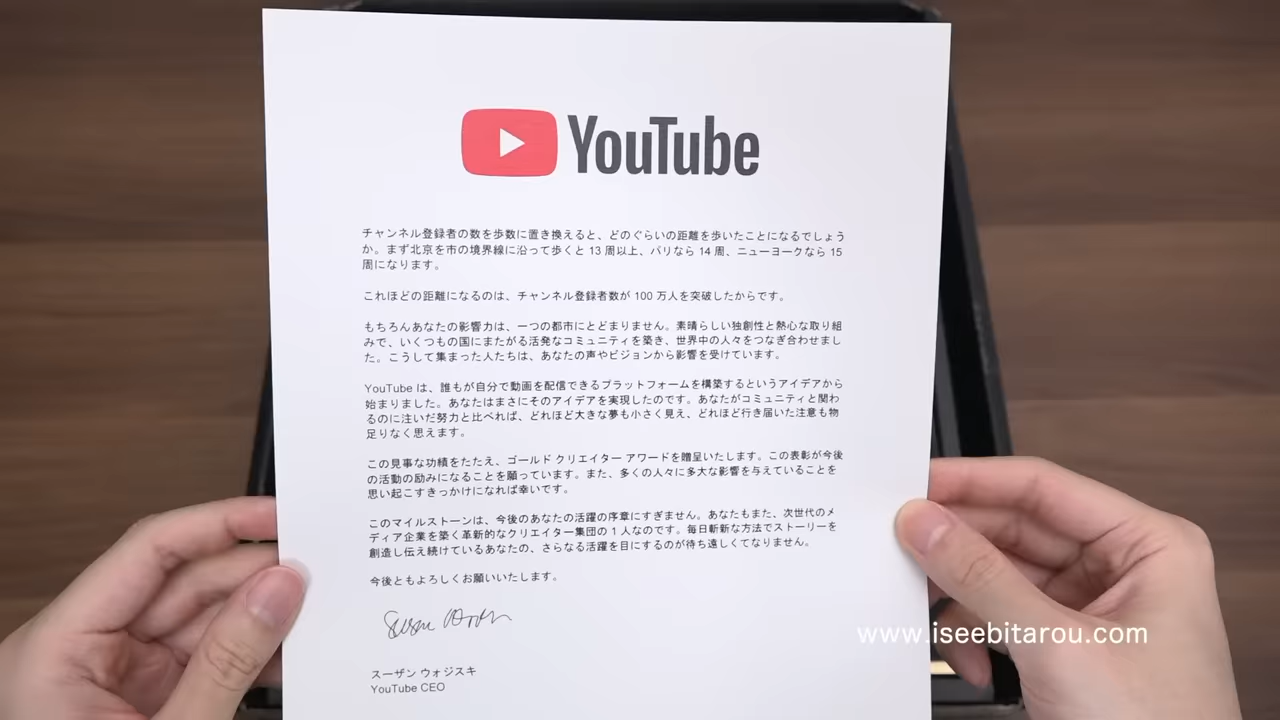 YouTube
チャンネル登録者の数を歩数に置き換えると、どのぐらいの距離を歩いたことになるでしょう
か。まず北京を市の境界線に沿って歩くと 13 周以上、パリなら 14 周、ニューヨークなら 15
周になります。
これほどの距離になるのは、チャンネル登録者数が 100 万人を突破したからです。
もちろんあなたの影響力は、一つの都市にとどまりません。素晴らしい独創性と熱心な取り組
みで、いくつもの国にまたがる活発なコミュニティを築き、世界中の人々をつなぎ合わせまし
た。こうして集まった人たちは、あなたの声やビジョンから影響を受けています。
YouTube は、誰もが自分で動画を配信できるプラットフォームを構築するというアイデアから
始まりました。あなたはまさにそのアイデアを実現したのです。あなたがコミュニティと関わ
るのに注いだ努力と比べれば、どれほど大きな夢も小さく見え、どれほど行き届いた注意も物
足りなく思えます。
この見事な功績をたたえ、ゴールド クリエイター アワードを贈呈いたします。この表彰が今後
の活動の励みになることを願っています。また、多くの人々に多大な影響を与えていることを
思い起こすきっかけになれば幸いです。
このマイルストーンは、今後のあなたの活躍の序章にすぎません。あなたもまた、次世代のメ
ディア企業を築く革新的なクリエイター集団の 1 人なのです。毎日斬新な方法でストーリーを
創造し伝え続けているあなたの、さらなる活躍を目にするのが待ち遠しくてなりません。
今後ともよろしくお願いいたします。
スーザン ウォジスキ
YouTube CEO
www.iseebitarou.com